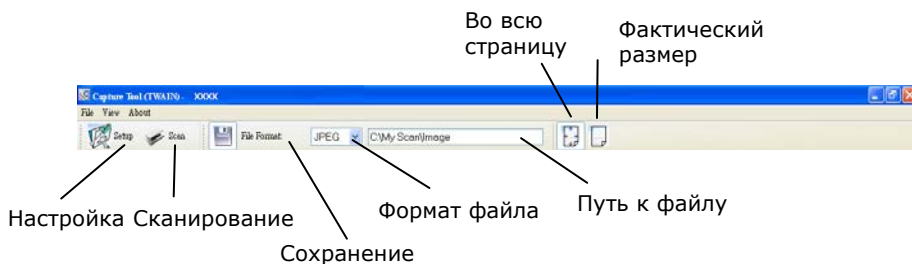 Во всю
страницу
Фактический
размер
Capture Tool (TWAIN) - XXXX
File View About
Setup Scan File Format: JPEG C:\My Scan\Image
Настройка Сканирование
Формат файла
Путь к файлу
Сохранение